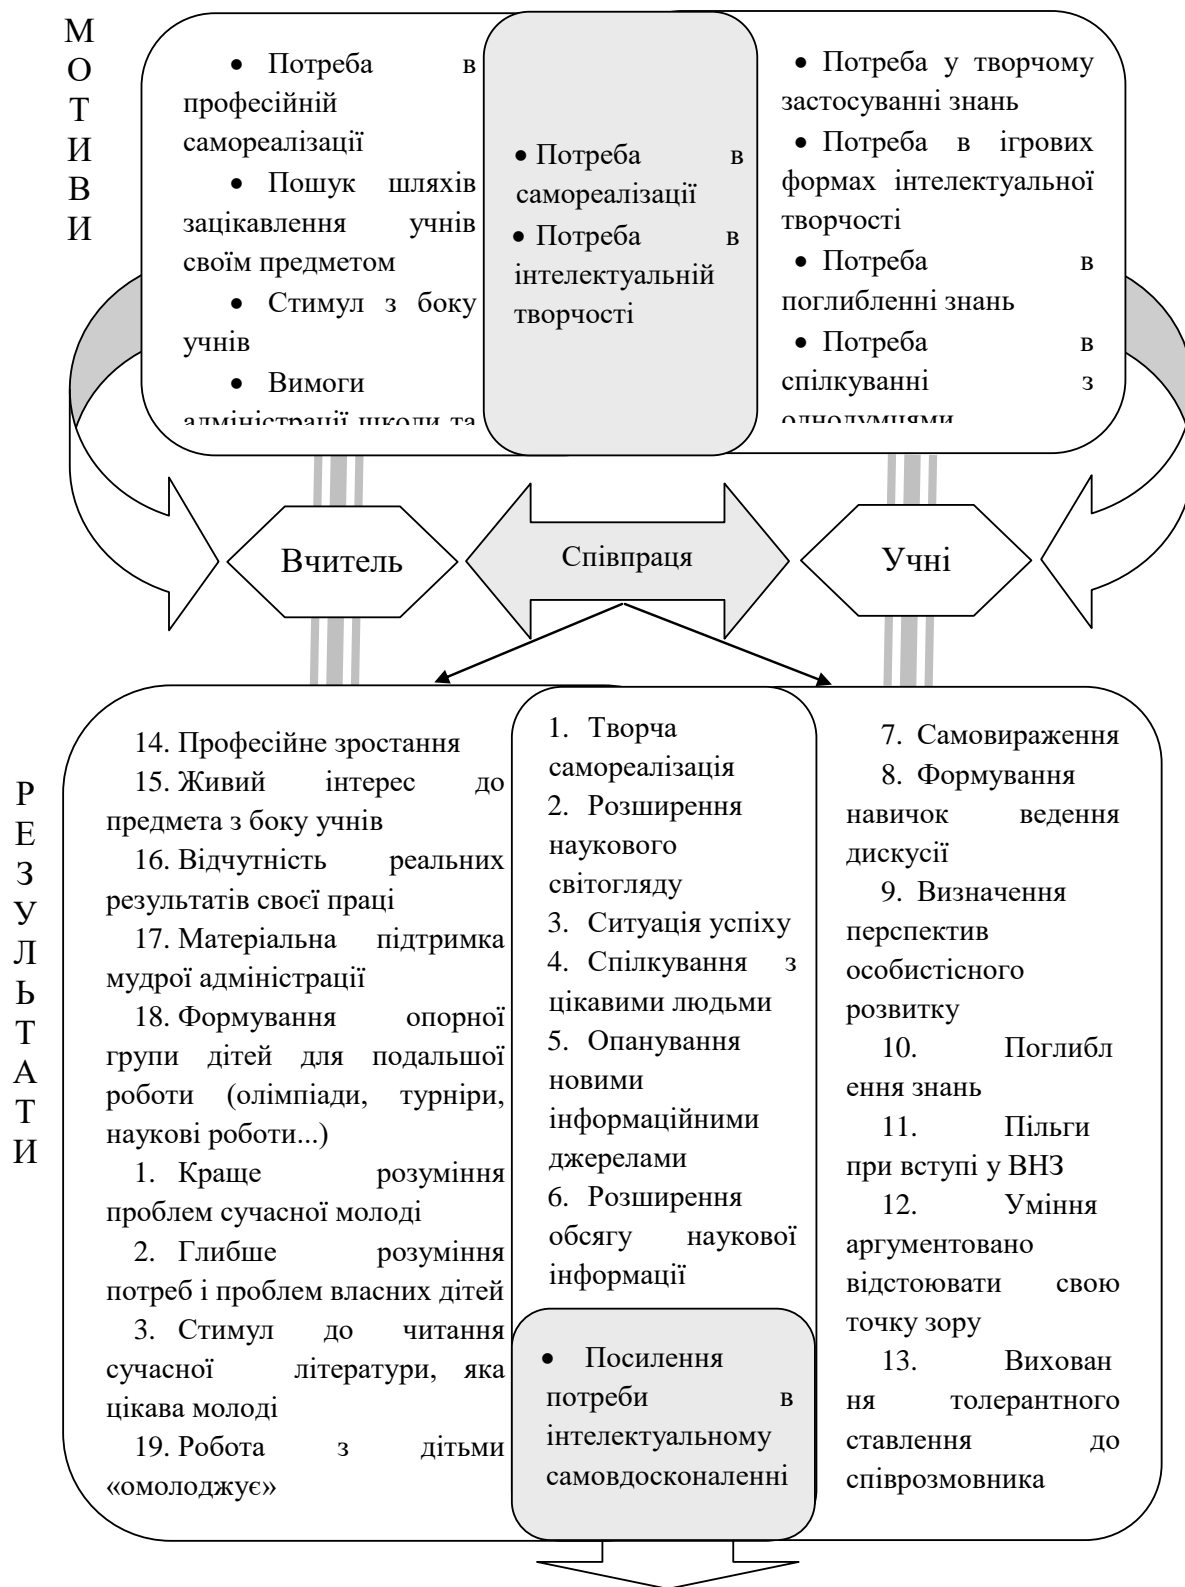 МОТИВИ
• Потреба в
професійній
самореалізації
• Пошук шляхів
зацікавлення учнів
своїм предметом
• Стимул з боку
учнів
• Вимоги
адміністрації школи та
• Потреба в
самореалізації
• Потреба в
інтелектуальній
творчості
• Потреба у творчому
застосуванні знань
• Потреба в ігрових
формах інтелектуальної
творчості
• Потреба в
поглибленні знань
• Потреба в
спілкуванні з
однодумцями
Вчитель
Співпраця
Учні
РЕЗУЛЬТАТИ
14. Професійне зростання
15. Живий інтерес до
предмета з боку учнів
16. Відчутність реальних
результатів своєї праці
17. Матеріальна підтримка
мудрої адміністрації
18. Формування опорної
групи дітей для подальшої
роботи (олімпіади, турніри,
наукові роботи...)
1. Краще розуміння
проблем сучасної молоді
2. Глибше розуміння
потреб і проблем власних дітей
3. Стимул до читання
сучасної літератури, яка
цікава молоді
19. Робота з дітьми
«омолоджує»
1. Творча
самореалізація
2. Розширення
наукового
світогляду
3. Ситуація успіху
4. Спілкування з
цікавими людьми
5. Опанування
новими
інформаційними
джерелами
6. Розширення
обсягу наукової
інформації
• Посилення
потреби в
інтелектуальному
самовдосконаленні
7. Самовираження
8. Формування
навичок ведення
дискусії
9. Визначення
перспектив
особистісного
розвитку
10. Поглибл
ення знань
11. Пільги
при вступі у ВНЗ
12. Уміння
аргументовано
відстоювати свою
точку зору
13. Вихован
ня толерантного
ставлення до
співрозмовника